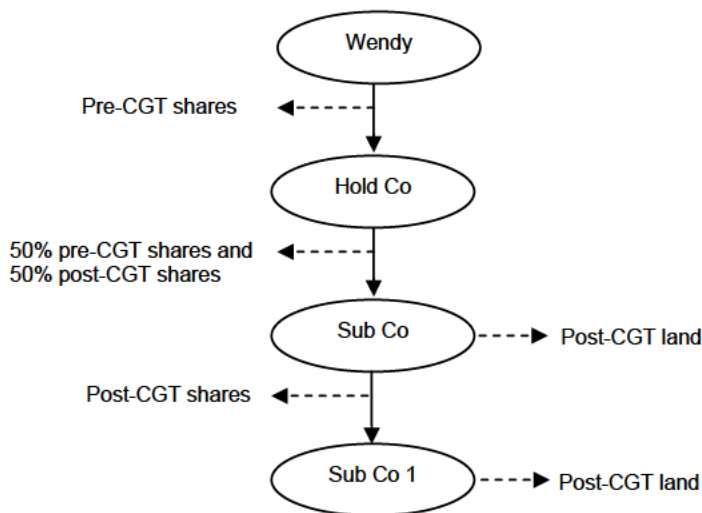 Wendy
Pre-CGT shares
Hold Co
50% pre-CGT shares and
50% post-CGT shares
Sub Co
Post-CGT land
Post-CGT shares
Sub Co 1
Post-CGT land